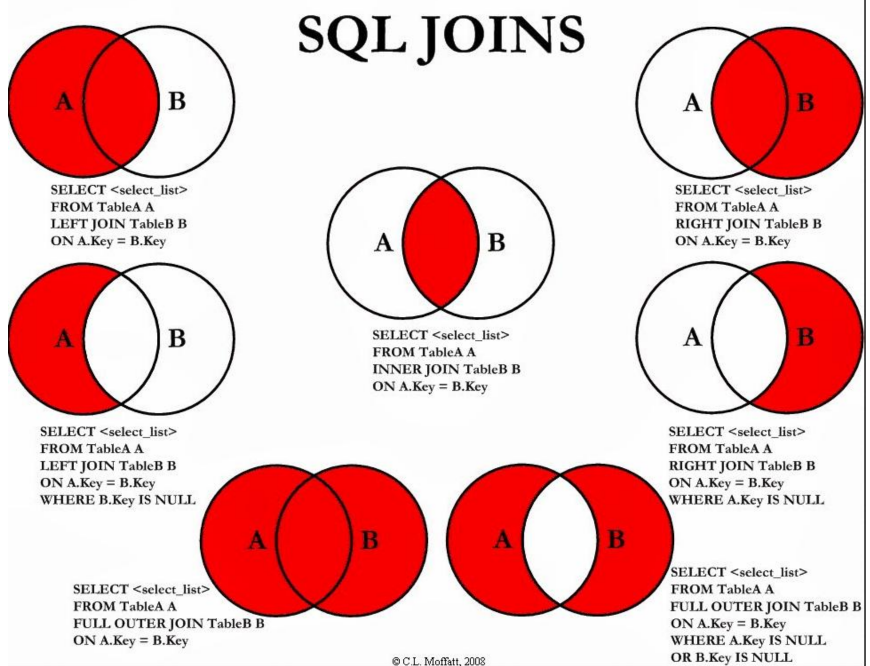 SQL JOINS
A
B
SELECT <select_list>
FROM TableA A
LEFT JOIN TableB B
ON A.Key = B.Key
A
B
SELECT <select_list>
FROM TableA A
RIGHT JOIN TableB B
ON A.Key = B.Key
A
B
SELECT <select_list>
FROM TableA A
INNER JOIN TableB B
ON A.Key = B.Key
A
B
SELECT <select_list>
FROM TableA A
LEFT JOIN TableB B
ON A.Key = B.Key
WHERE B.Key IS NULL
A
B
SELECT <select_list>
FROM TableA A
RIGHT JOIN TableB B
ON A.Key = B.Key
WHERE A.Key IS NULL
A
B
SELECT <select_list>
FROM TableA A
FULL OUTER JOIN TableB B
ON A.Key = B.Key
A
B
SELECT <select_list>
FROM TableA A
FULL OUTER JOIN TableB B
ON A.Key = B.Key
WHERE A.Key IS NULL
OR B.Key IS NULL
© C.L. Moffatt, 2008